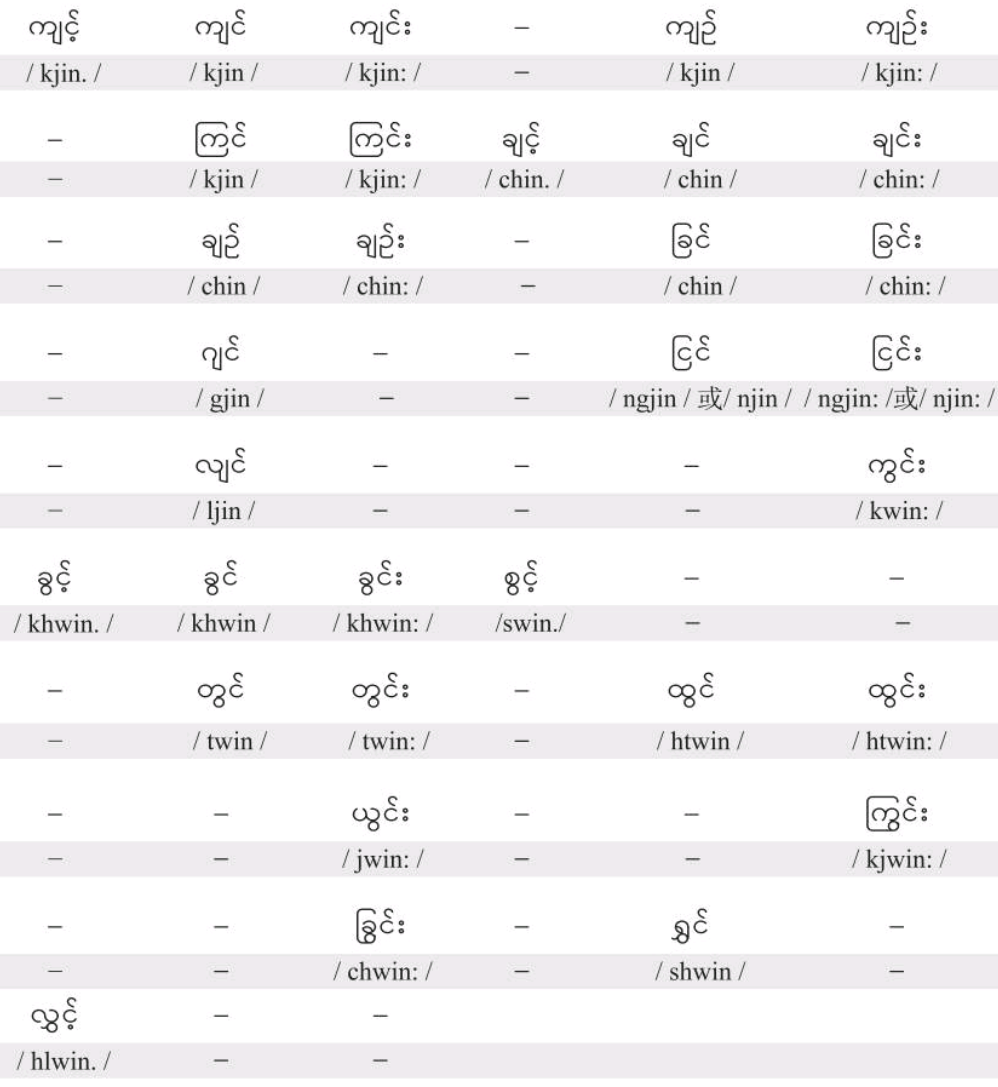 ကျင့် ကျင် ကျင်း – ကျဉ် ကျဉ်း
/ kjin. / / kjin / / kjin: / – / kjin / / kjin: /
– ကြင် ကြင်း ချင့် ချင် ချင်း
– / kjin / / kjin: / / chin. / / chin / / chin: /
– ချဉ် ချဉ်း – ခြင် ခြင်း
– / chin / / chin: / – / chin / / chin: /
– ဂျင် – – ငြင် ငြင်း
– / gjin / – – / ngjin / 或/ njin / / ngjin: /或/ njin: /
– လျင် – – – ကွင်း
– / ljin / – – – / kwin: /
ခွင့် ခွင် ခွင်း စွင့် – –
/ khwin. / / khwin / / khwin: / /swin./ – –
– တွင် တွင်း – ထွင် ထွင်း
– / twin / / twin: / – / htwin / / htwin: /
– – ယွင်း – – ကြွင်း
– – / jwin: / – – / kjwin: /
– – ခြွင်း – ရွှင် –
– – / chwin: / – / shwin / –
လွှင့် – –
/ hlwin. / – –